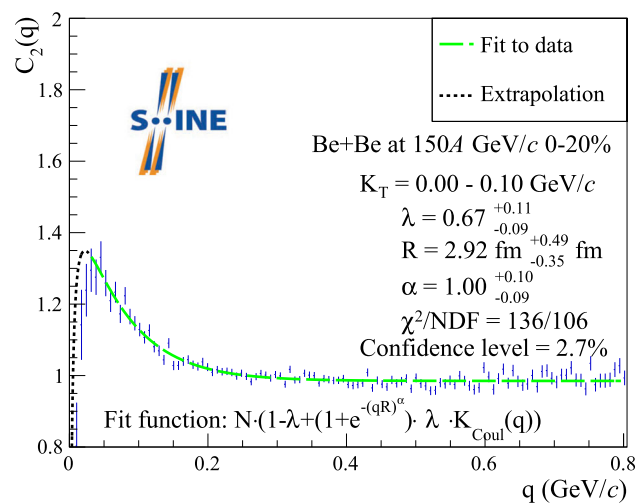 C₂(q)
2
1.8
1.6
1.4
1.2
1
0.8
Fit to data
Extrapolation
S••INE
Be+Be at 150A GeV/c 0-20%
K_T = 0.00 - 0.10 GeV/c
λ = 0.67 +0.11 -0.09
R = 2.92 fm +0.49 -0.35 fm
α = 1.00 +0.10 -0.09
χ²/NDF = 136/106
Confidence level = 2.7%
Fit function: N·(1-λ+(1+e^-(qR)^α)· λ ·K_Coul(q))
0 0.2 0.4 0.6 0.8
q (GeV/c)